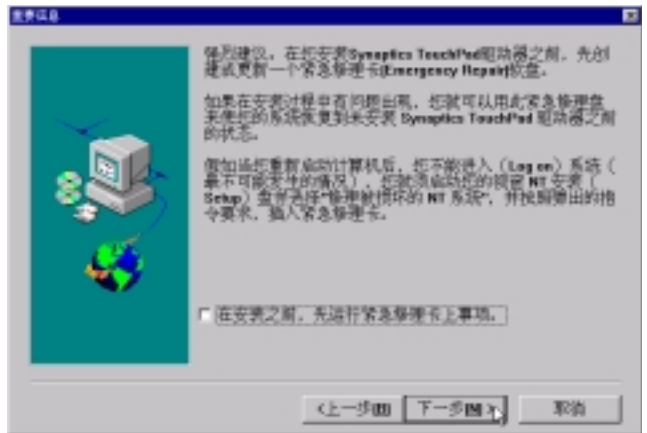 重要信息
强烈建议，在您安装Synaptics TouchPad驱动器之前，先创
建或更新一个紧急修理卡(Emergency Repair)软盘。
如果在安装过程中有问题出现，您就可以用此紧急修理盘
来使您的系统恢复到未安装 Synaptics TouchPad 驱动器之前
的状态。
假如当您重新启动计算机后，您不能进入（Log on）系统（
最不可能发生的情况），您就须启动您的 NT 安装（
Setup）盘并选择“修理被损坏的 NT 系统”，并按照弹出的指
令要求，插入紧急修理卡。
在安装之前，先运行紧急修理卡上事项。
<上一步(B)
下一步(N)>
取消